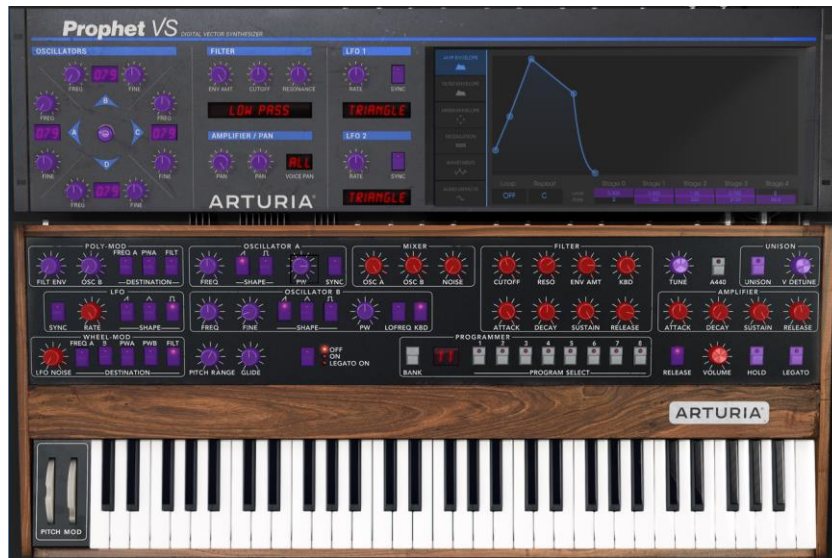 Prophet VS DIGITAL VECTOR SYNTHESIZER
OSCILLATORS
FREQ 079 FINE
FREQ B FREQ
079 A C 079
FINE D FINE
FREQ 079 FINE
FILTER
ENV AMT. CUTOFF RESONANCE
LOW PASS
AMPLIFIER / PAN
PAN PAN ALL
VOICE PAN
ARTURIA
LFO 1
RATE SYNC
TRIANGLE
LFO 2
RATE SYNC
TRIANGLE
AMP ENVELOPE
Loop Repeat Stage 0 Stage 1 Stage 2 Stage 3 Stage 4
OFF C
POLY-MOD
FREQ A PWA FILT
FILT ENV OSC B DESTINATION
OSCILLATOR A
FREQ SHAPE PW SYNC
MIXER
OSC A OSC B NOISE
FILTER
CUTOFF RESO ENV AMT KBD
ATTACK DECAY SUSTAIN RELEASE
TUNE A440
UNISON
UNISON V DETUNE
LFO
SYNC RATE SHAPE
OSCILLATOR B
FREQ FINE SHAPE PW LOFREQ KBD
AMPLIFIER
ATTACK DECAY SUSTAIN RELEASE
WHEEL-MOD
FREQ A B PWA PWB FILT
LFO NOISE DESTINATION
PITCH RANGE GLIDE
OFF
ON
LEGATO ON
PROGRAMMER
1 2 3 4 5 6 7 8
BANK PROGRAM SELECT
RELEASE VOLUME HOLD LEGATO
ARTURIA
PITCH MOD